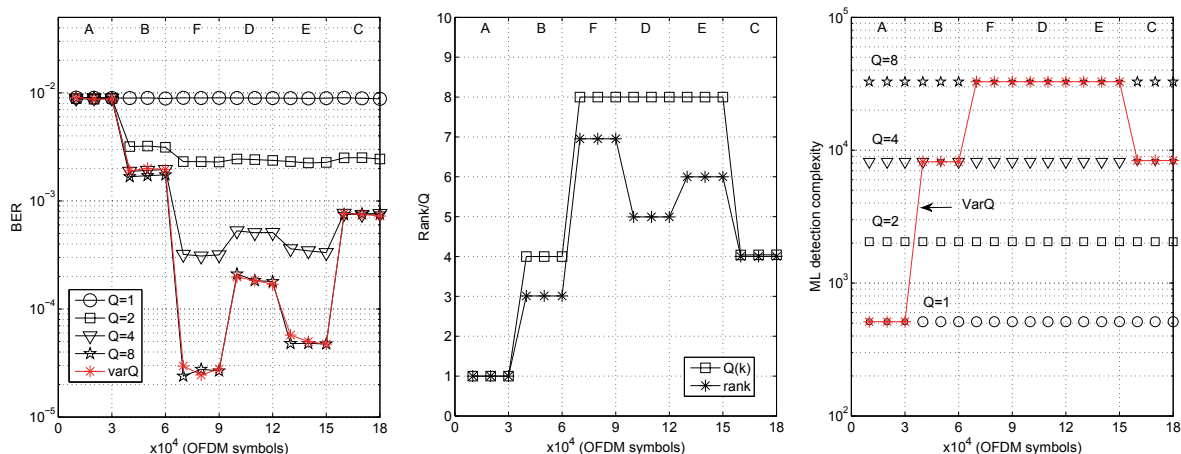 A B F D E C
BER
10^−2
10^−3
10^−4
10^−5
Q=1
Q=2
Q=4
Q=8
varQ
0 3 6 9 12 15 18
x10^4 (OFDM symbols)
A B F D E C
Rank/Q
10
9
8
7
6
5
4
3
2
1
0
Q(k)
rank
0 3 6 9 12 15 18
x10^4 (OFDM symbols)
A B F D E C
ML detection complexity
10^5
10^4
10^3
10^2
Q=8
Q=4
VarQ
Q=2
Q=1
0 3 6 9 12 15 18
x10^4 (OFDM symbols)